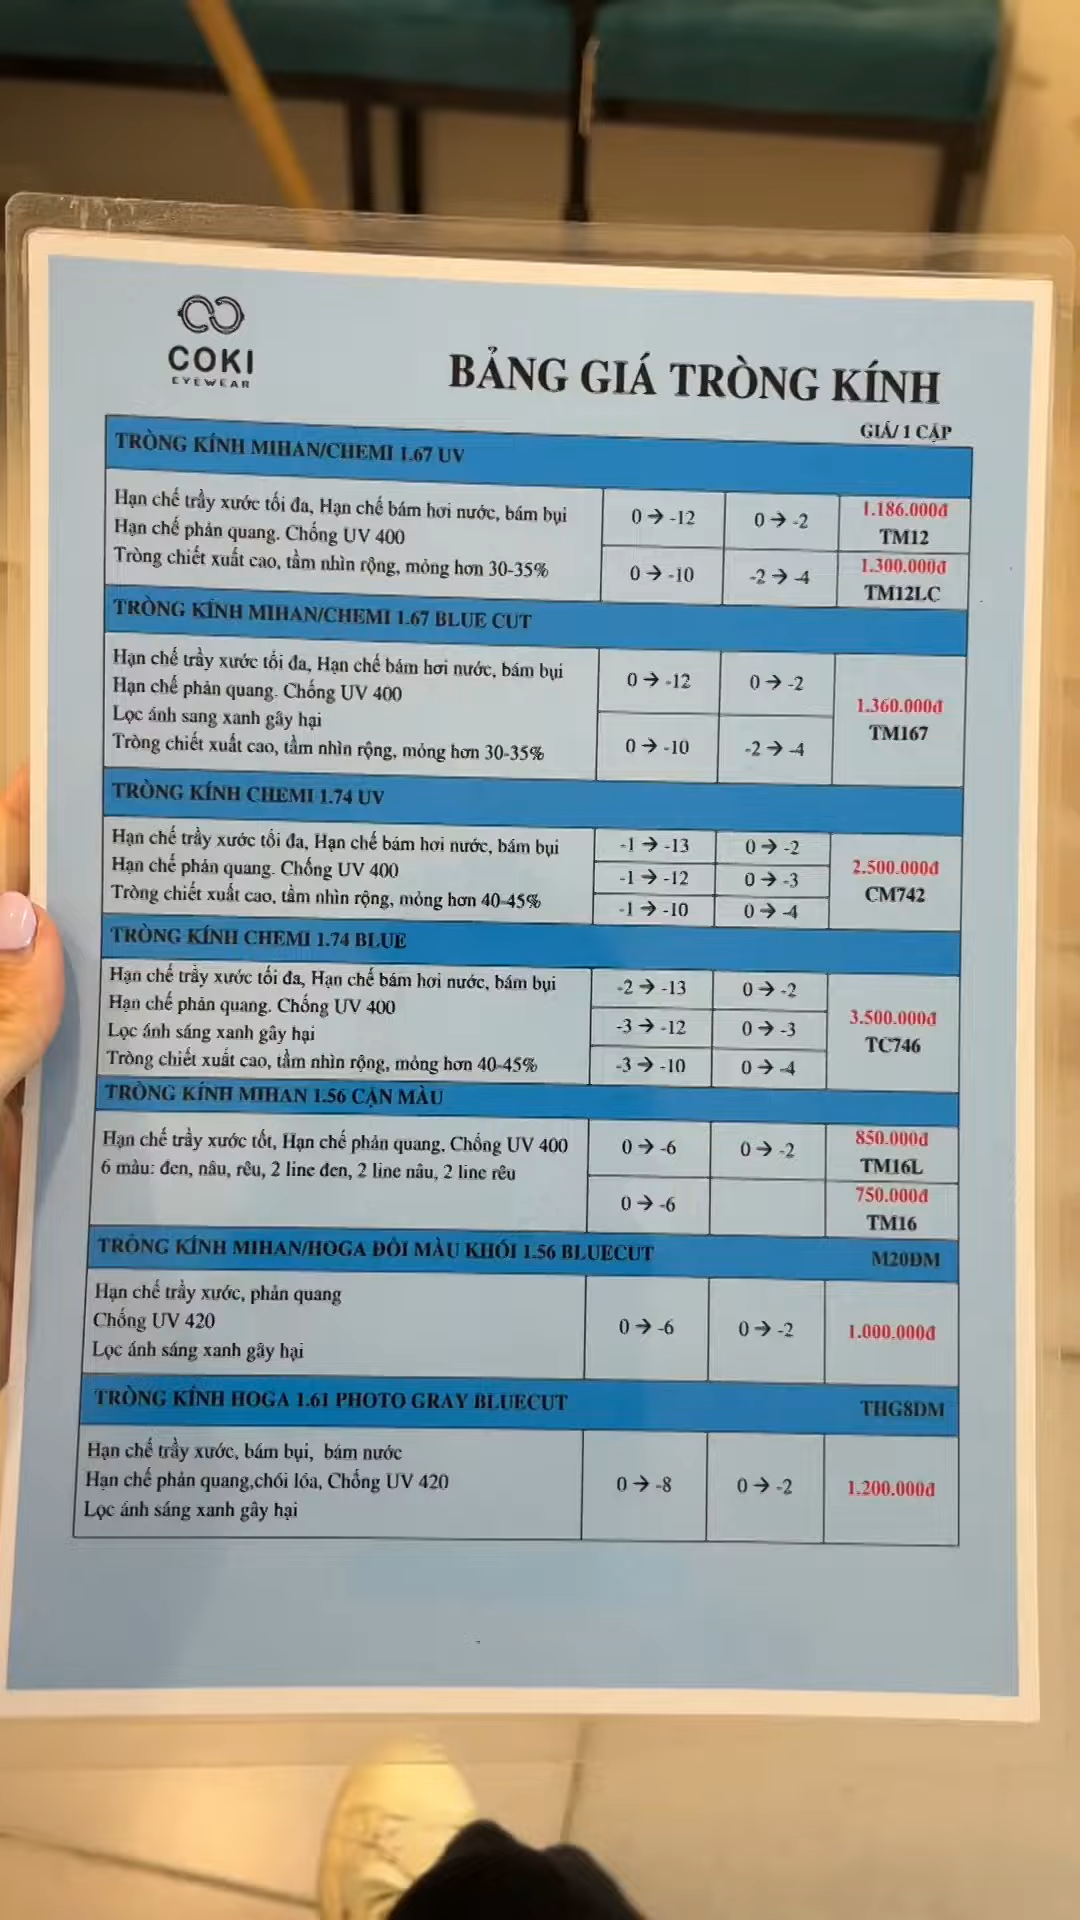 COKI
EYEWEAR
BẢNG GIÁ TRÒNG KÍNH
GIÁ/ 1 CẶP
TRÒNG KÍNH MIHAN/CHEMI 1.67 UV
Hạn chế trầy xước tối đa, Hạn chế bám hơi nước, bám bụi
Hạn chế phản quang. Chống UV 400
Tròng chiết xuất cao, tầm nhìn rộng, mỏng hơn 30-35%
0 → -12
0 → -2
1.186.000đ
TM12
0 → -10
-2 → -4
1.300.000đ
TM12LC
TRÒNG KÍNH MIHAN/CHEMI 1.67 BLUE CUT
Hạn chế trầy xước tối đa, Hạn chế bám hơi nước, bám bụi
Hạn chế phản quang. Chống UV 400
Lọc ánh sang xanh gây hại
Tròng chiết xuất cao, tầm nhìn rộng, mỏng hơn 30-35%
0 → -12
0 → -2
0 → -10
-2 → -4
1.360.000đ
TM167
TRÒNG KÍNH CHEMI 1.74 UV
Hạn chế trầy xước tối đa, Hạn chế bám hơi nước, bám bụi
Hạn chế phản quang. Chống UV 400
Tròng chiết xuất cao, tầm nhìn rộng, mỏng hơn 40-45%
-1 → -13
0 → -2
-1 → -12
0 → -3
-1 → -10
0 → -4
2.500.000đ
CM742
TRÒNG KÍNH CHEMI 1.74 BLUE
Hạn chế trầy xước tối đa, Hạn chế bám hơi nước, bám bụi
Hạn chế phản quang. Chống UV 400
Lọc ánh sáng xanh gây hại
Tròng chiết xuất cao, tầm nhìn rộng, mỏng hơn 40-45%
-2 → -13
0 → -2
-3 → -12
0 → -3
-3 → -10
0 → -4
3.500.000đ
TC746
TRÒNG KÍNH MIHAN 1.56 CẬN MÀU
Hạn chế trầy xước tốt, Hạn chế phản quang, Chống UV 400
6 màu: đen, nâu, rêu, 2 line đen, 2 line nâu, 2 line rêu
0 → -6
0 → -2
850.000đ
TM16L
0 → -6
750.000đ
TM16
TRÒNG KÍNH MIHAN/HOGA ĐỔI MÀU KHÓI 1.56 BLUECUT
M20ĐM
Hạn chế trầy xước, phản quang
Chống UV 420
Lọc ánh sáng xanh gây hại
0 → -6
0 → -2
1.000.000đ
TRÒNG KÍNH HOGA 1.61 PHOTO GRAY BLUECUT
THG8DM
Hạn chế trầy xước, bám bụi, bám nước
Hạn chế phản quang,chói lóa, Chống UV 420
Lọc ánh sáng xanh gây hại
0 → -8
0 → -2
1.200.000đ